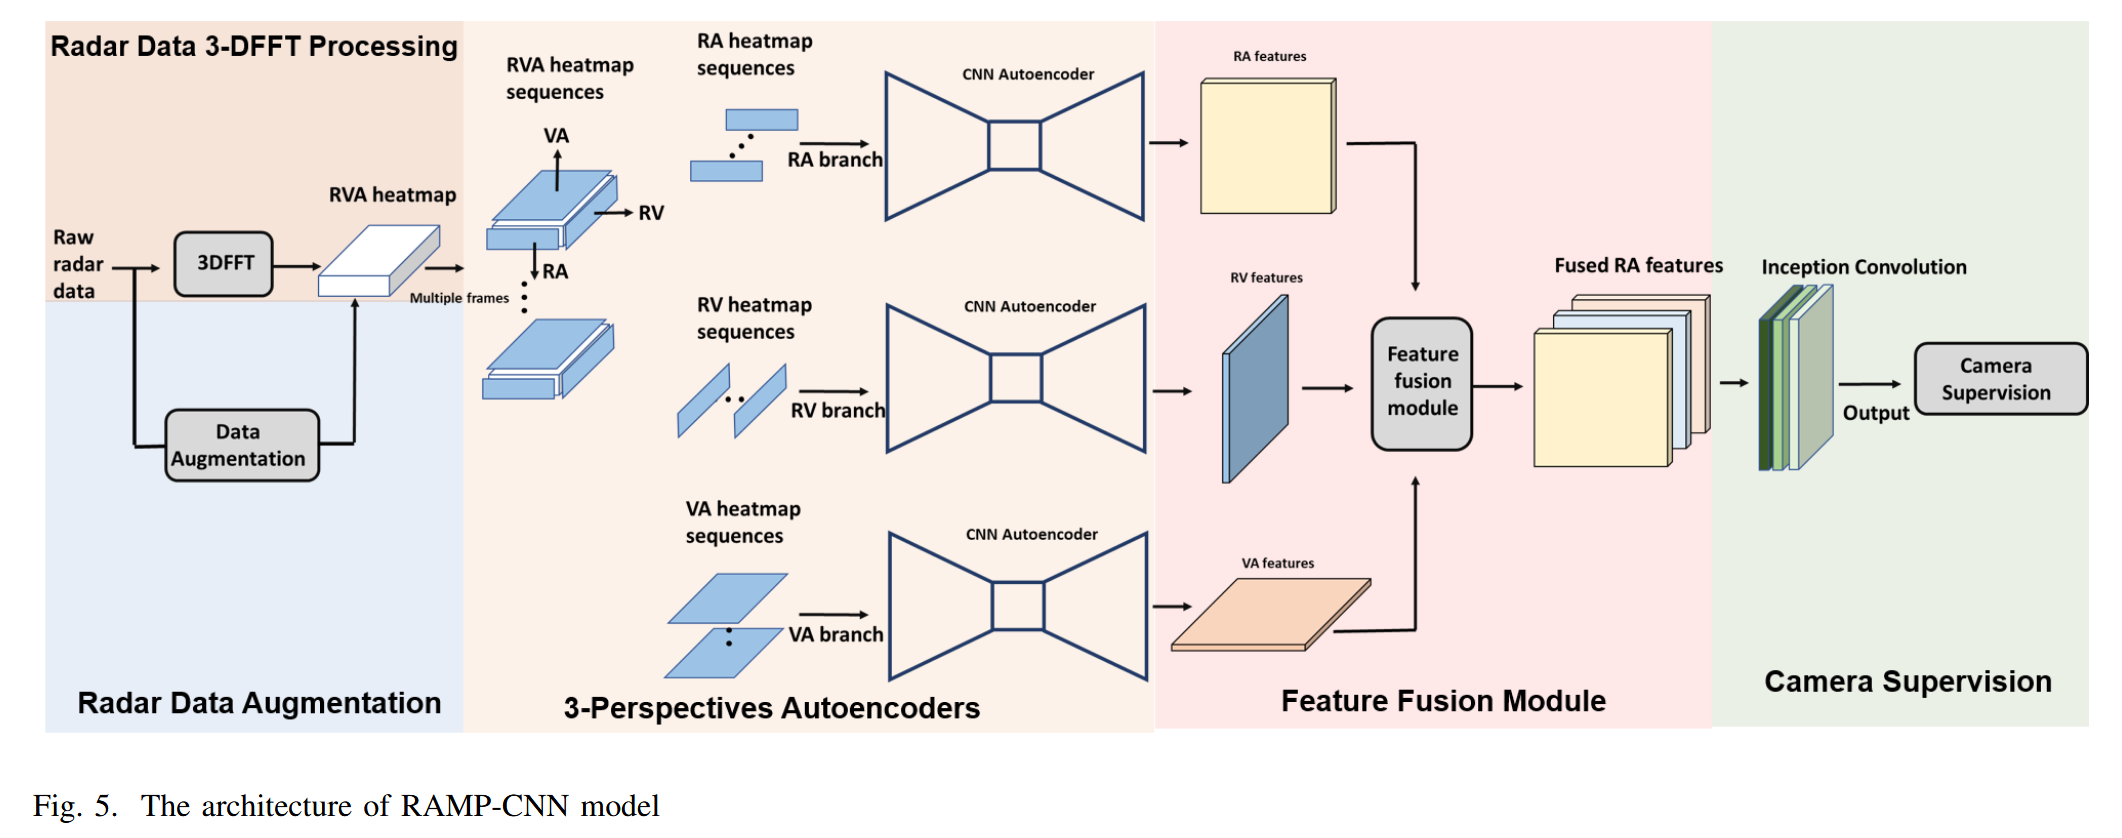 Radar Data 3-DFFT Processing
Raw
radar
data
3DFFT
RVA heatmap
Multiple frames
Data
Augmentation
Radar Data Augmentation
RVA heatmap
sequences
VA
RV
RA
RA heatmap
sequences
RA branch
CNN Autoencoder
RV heatmap
sequences
RV branch
CNN Autoencoder
VA heatmap
sequences
VA branch
CNN Autoencoder
3-Perspectives Autoencoders
RA features
RV features
VA features
Feature
fusion
module
Fused RA features
Feature Fusion Module
Inception Convolution
Output
Camera
Supervision
Camera Supervision
Fig. 5. The architecture of RAMP-CNN model